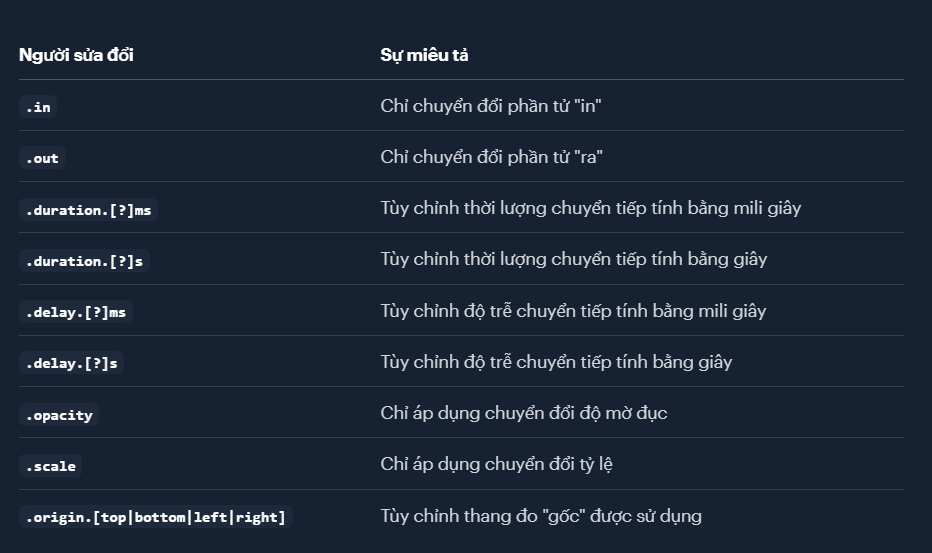 Người sửa đổi Sự miêu tả
.in Chỉ chuyển đổi phần tử "in"
.out Chỉ chuyển đổi phần tử "ra"
.duration.[?]ms Tùy chỉnh thời lượng chuyển tiếp tính bằng mili giây
.duration.[?]s Tùy chỉnh thời lượng chuyển tiếp tính bằng giây
.delay.[?]ms Tùy chỉnh độ trễ chuyển tiếp tính bằng mili giây
.delay.[?]s Tùy chỉnh độ trễ chuyển tiếp tính bằng giây
.opacity Chỉ áp dụng chuyển đổi độ mờ đục
.scale Chỉ áp dụng chuyển đổi tỷ lệ
.origin.[top|bottom|left|right] Tùy chỉnh thang đo "gốc" được sử dụng